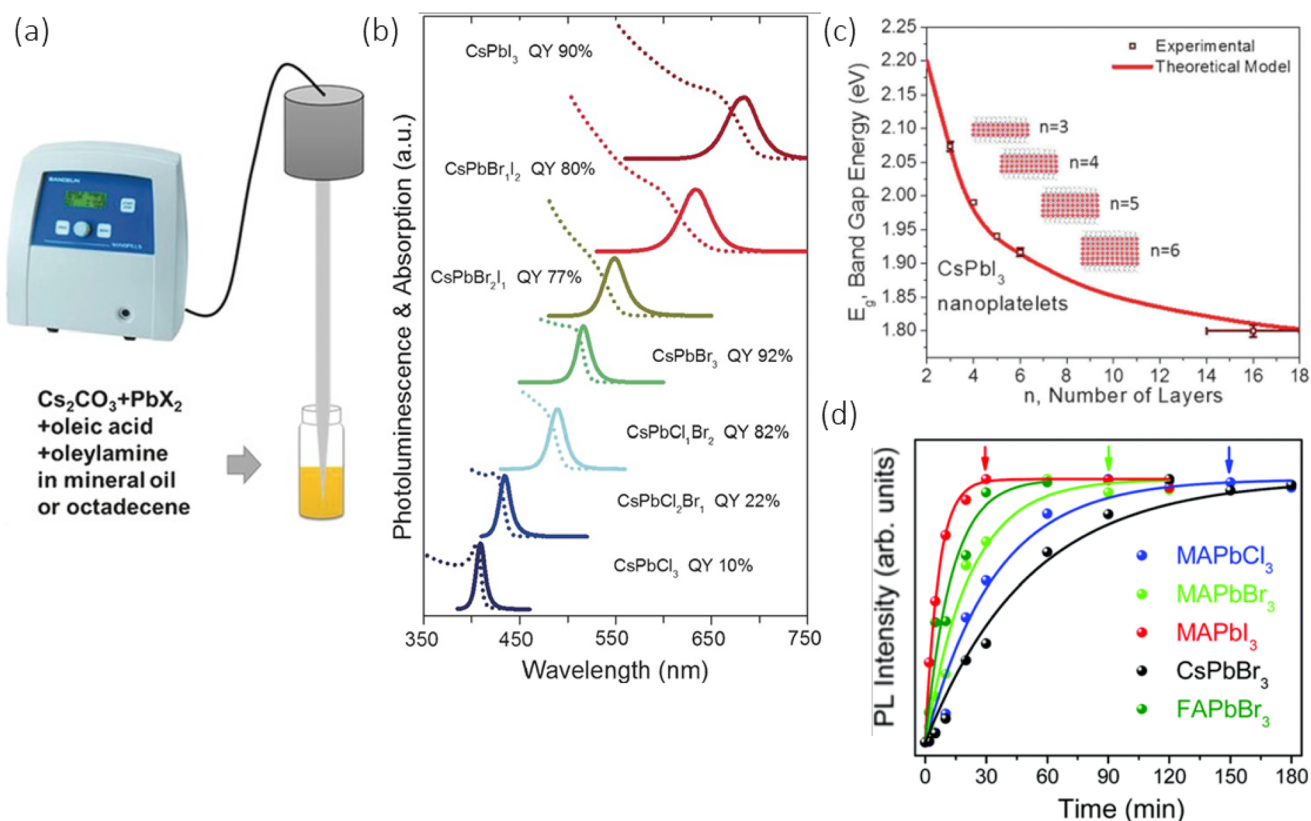 (a)
BANDELIN
Cs₂CO₃+PbX₂
+oleic acid
+oleylamine
in mineral oil
or octadecene
(b)
Photoluminescence & Absorption (a.u.)
CsPbI₃ QY 90%
CsPbBr₁I₂ QY 80%
CsPbBr₂I₁ QY 77%
CsPbBr₃ QY 92%
CsPbCl₁Br₂ QY 82%
CsPbCl₂Br₁ QY 22%
CsPbCl₃ QY 10%
350 450 550 650 750
Wavelength (nm)
(c)
E_g, Band Gap Energy (eV)
2.25
2.20
2.15
2.10
2.05
2.00
1.95
1.90
1.85
1.80
Experimental
Theoretical Model
n=3
n=4
n=5
n=6
CsPbI₃
nanoplatelets
2 4 6 8 10 12 14 16 18
n, Number of Layers
(d)
PL Intensity (arb. units)
MAPbCl₃
MAPbBr₃
MAPbI₃
CsPbBr₃
FAPbBr₃
0 30 60 90 120 150 180
Time (min)